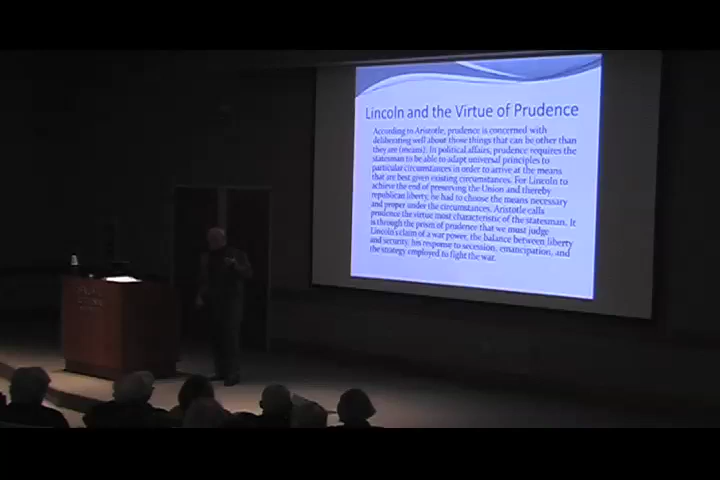 Lincoln and the Virtue of Prudence
According to Aristotle, prudence is concerned with
deliberating well about those things that can be other than
they are (means). In political affairs, prudence requires the
statesman to be able to adapt universal principles to
particular circumstances in order to arrive at the means
that are best given existing circumstances. For Lincoln to
achieve the end of preserving the Union and thereby
republican liberty, he had to choose the means necessary
and proper under the circumstances. Aristotle calls
prudence the virtue most characteristic of the statesman. It
is through the prism of prudence that we must judge
Lincoln's claim of a war power, the balance between liberty
and security, his response to secession, emancipation, and
the strategy employed to fight the war.